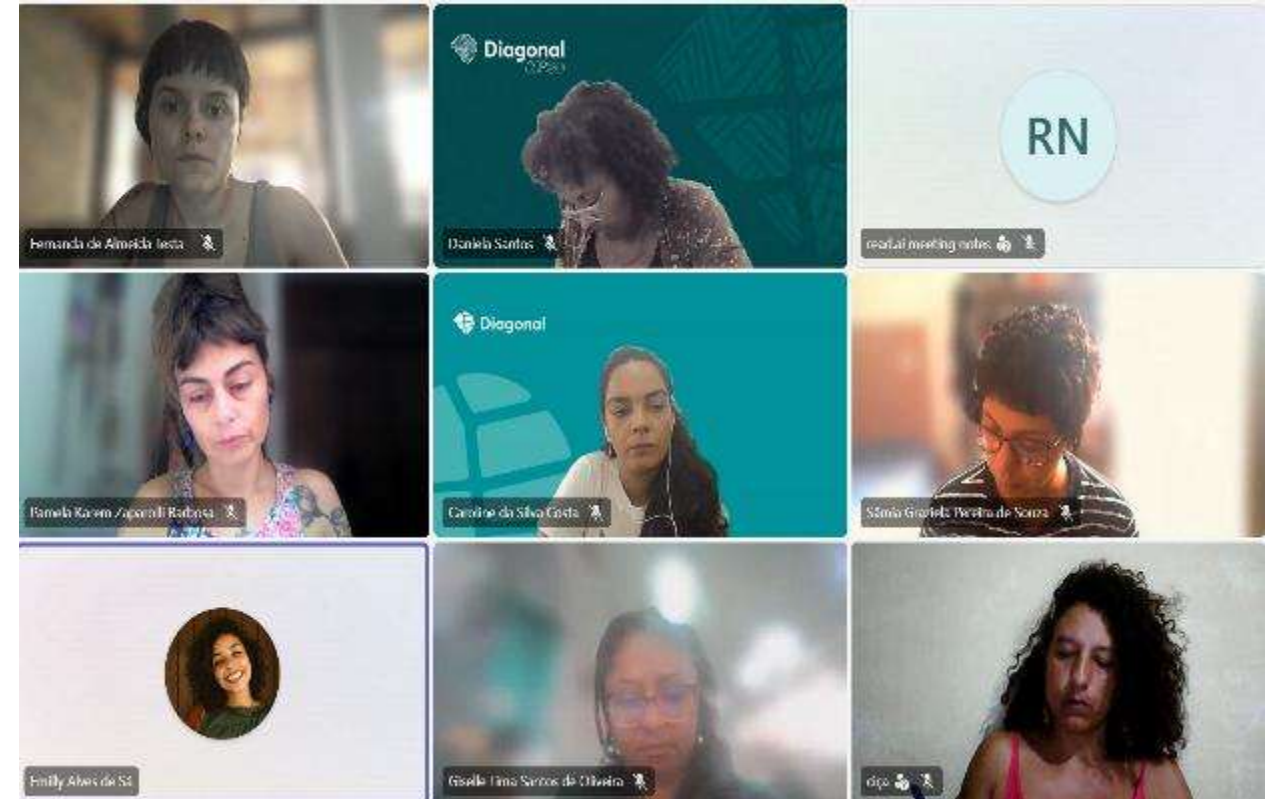 Diagonal
Fernanda de Almeida Testa
Daniela Santos
RN
read.ai meeting notes
Diagonal
Pamela Karem Zaparolli Barbosa
Caroline da Silva Costa
Sâmia Graziela Pereira de Souza
Emilly Alves de Sá
Giselle Lima Santos de Oliveira
ciça